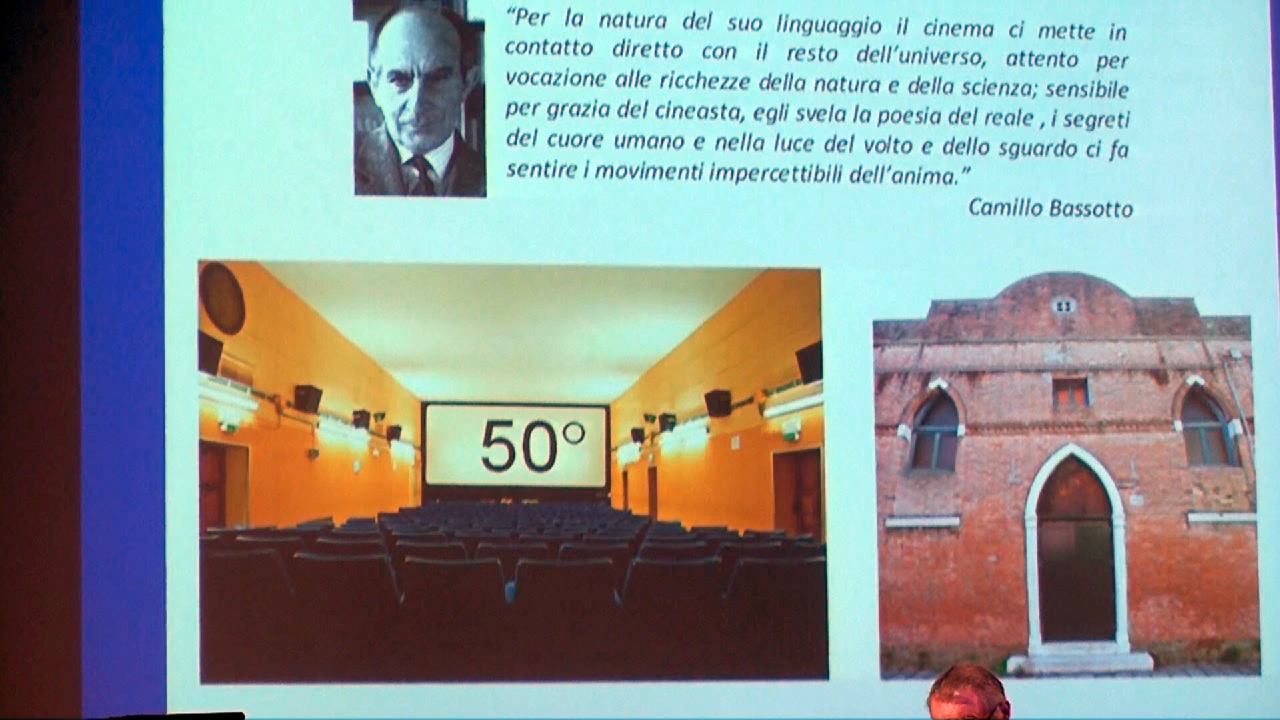 “Per la natura del suo linguaggio il cinema ci mette in
contatto diretto con il resto dell’universo, attento per
vocazione alle ricchezze della natura e della scienza; sensibile
per grazia del cineasta, egli svela la poesia del reale , i segreti
del cuore umano e nella luce del volto e dello sguardo ci fa
sentire i movimenti impercettibili dell’anima.”
Camillo Bassotto
50°